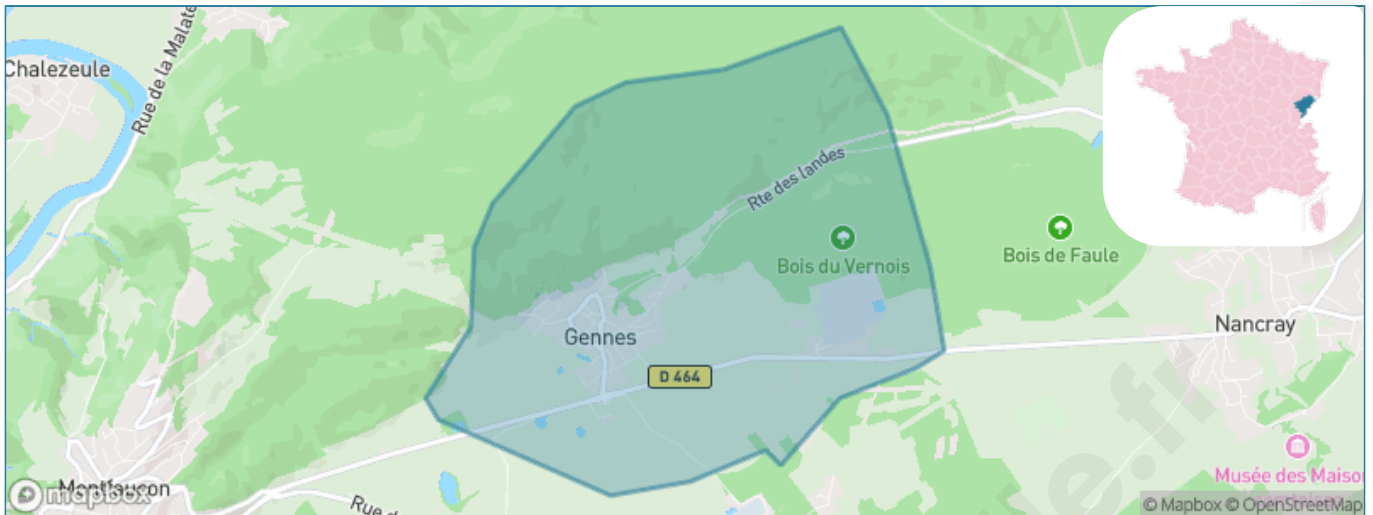 Chalezeule
Rue de la Malate
Rte des landes
Bois du Vernois
Bois de Faule
Gennes
Nancray
D 464
Musée des Maiso
Montfaucon
mapbox
Rue d
© Mapbox © OpenStreetMap